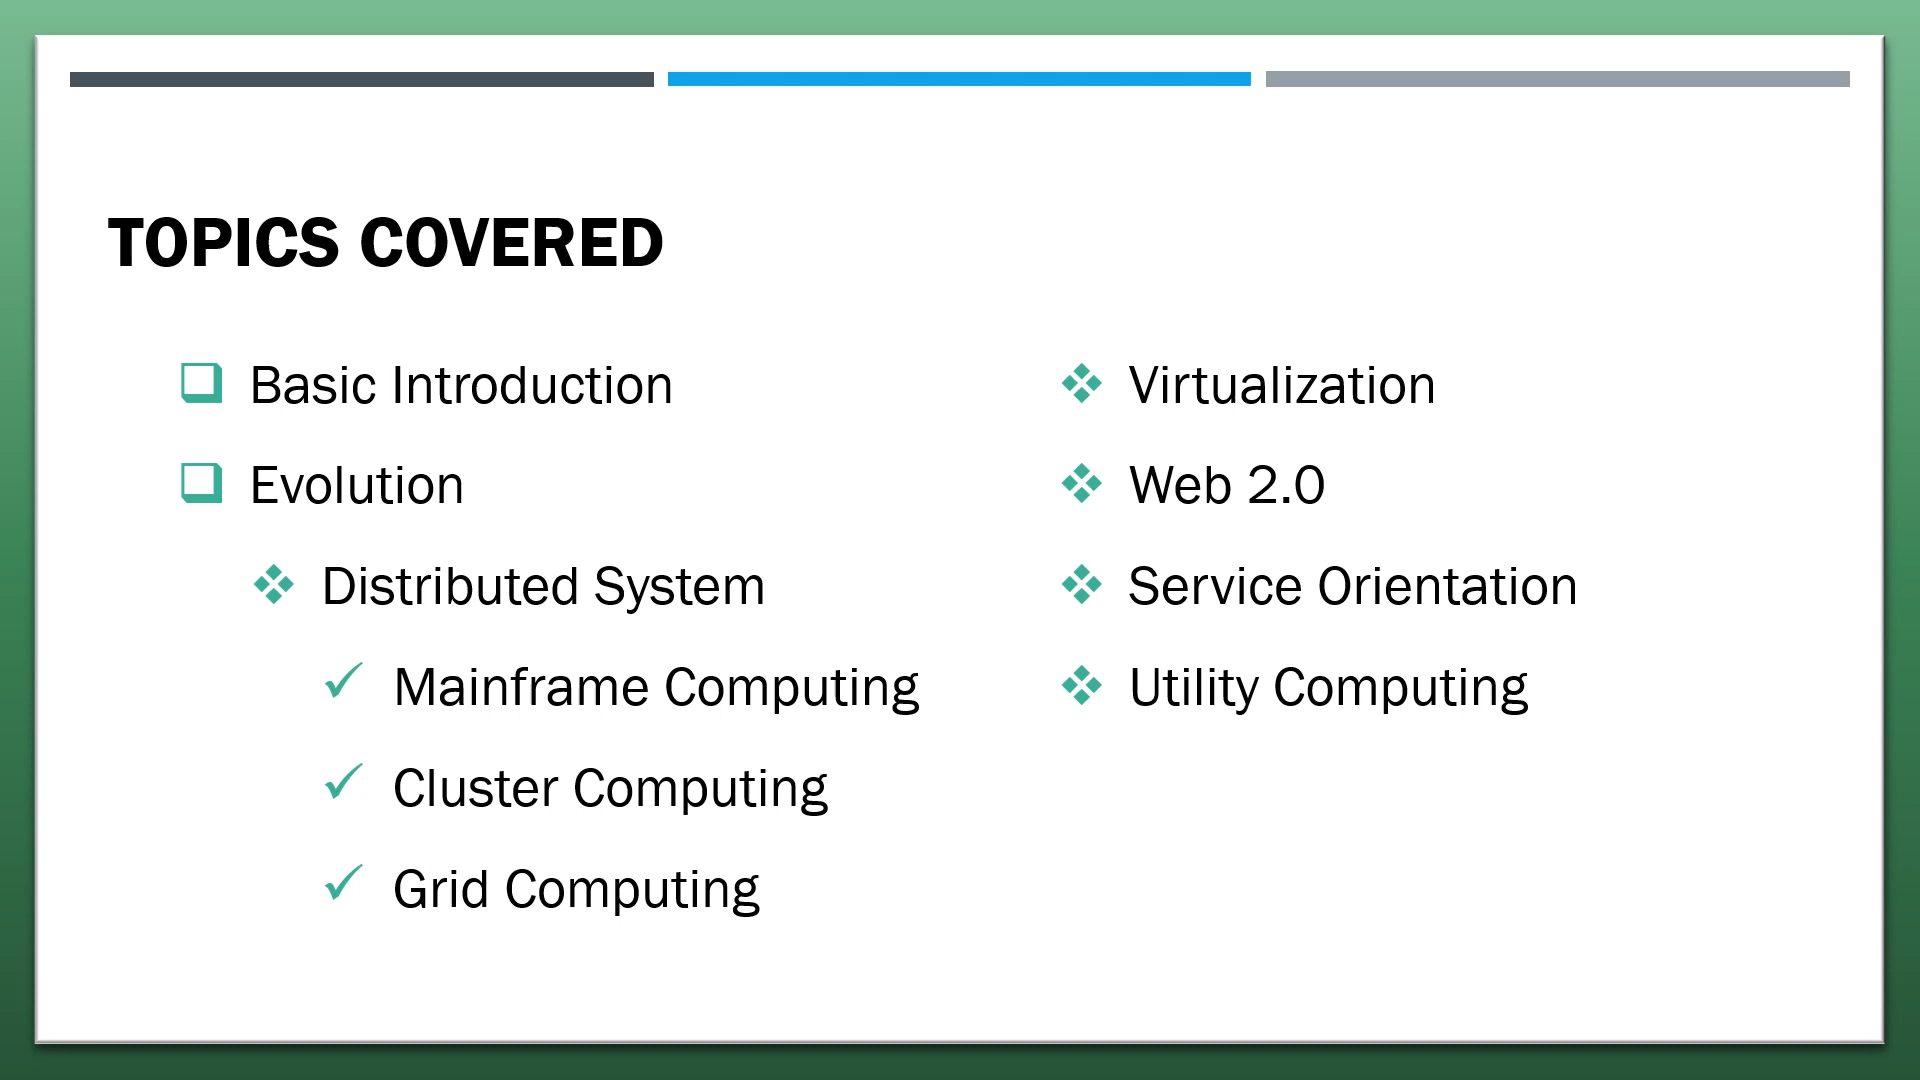 TOPICS COVERED
Basic Introduction
Evolution
Distributed System
Mainframe Computing
Cluster Computing
Grid Computing
Virtualization
Web 2.0
Service Orientation
Utility Computing